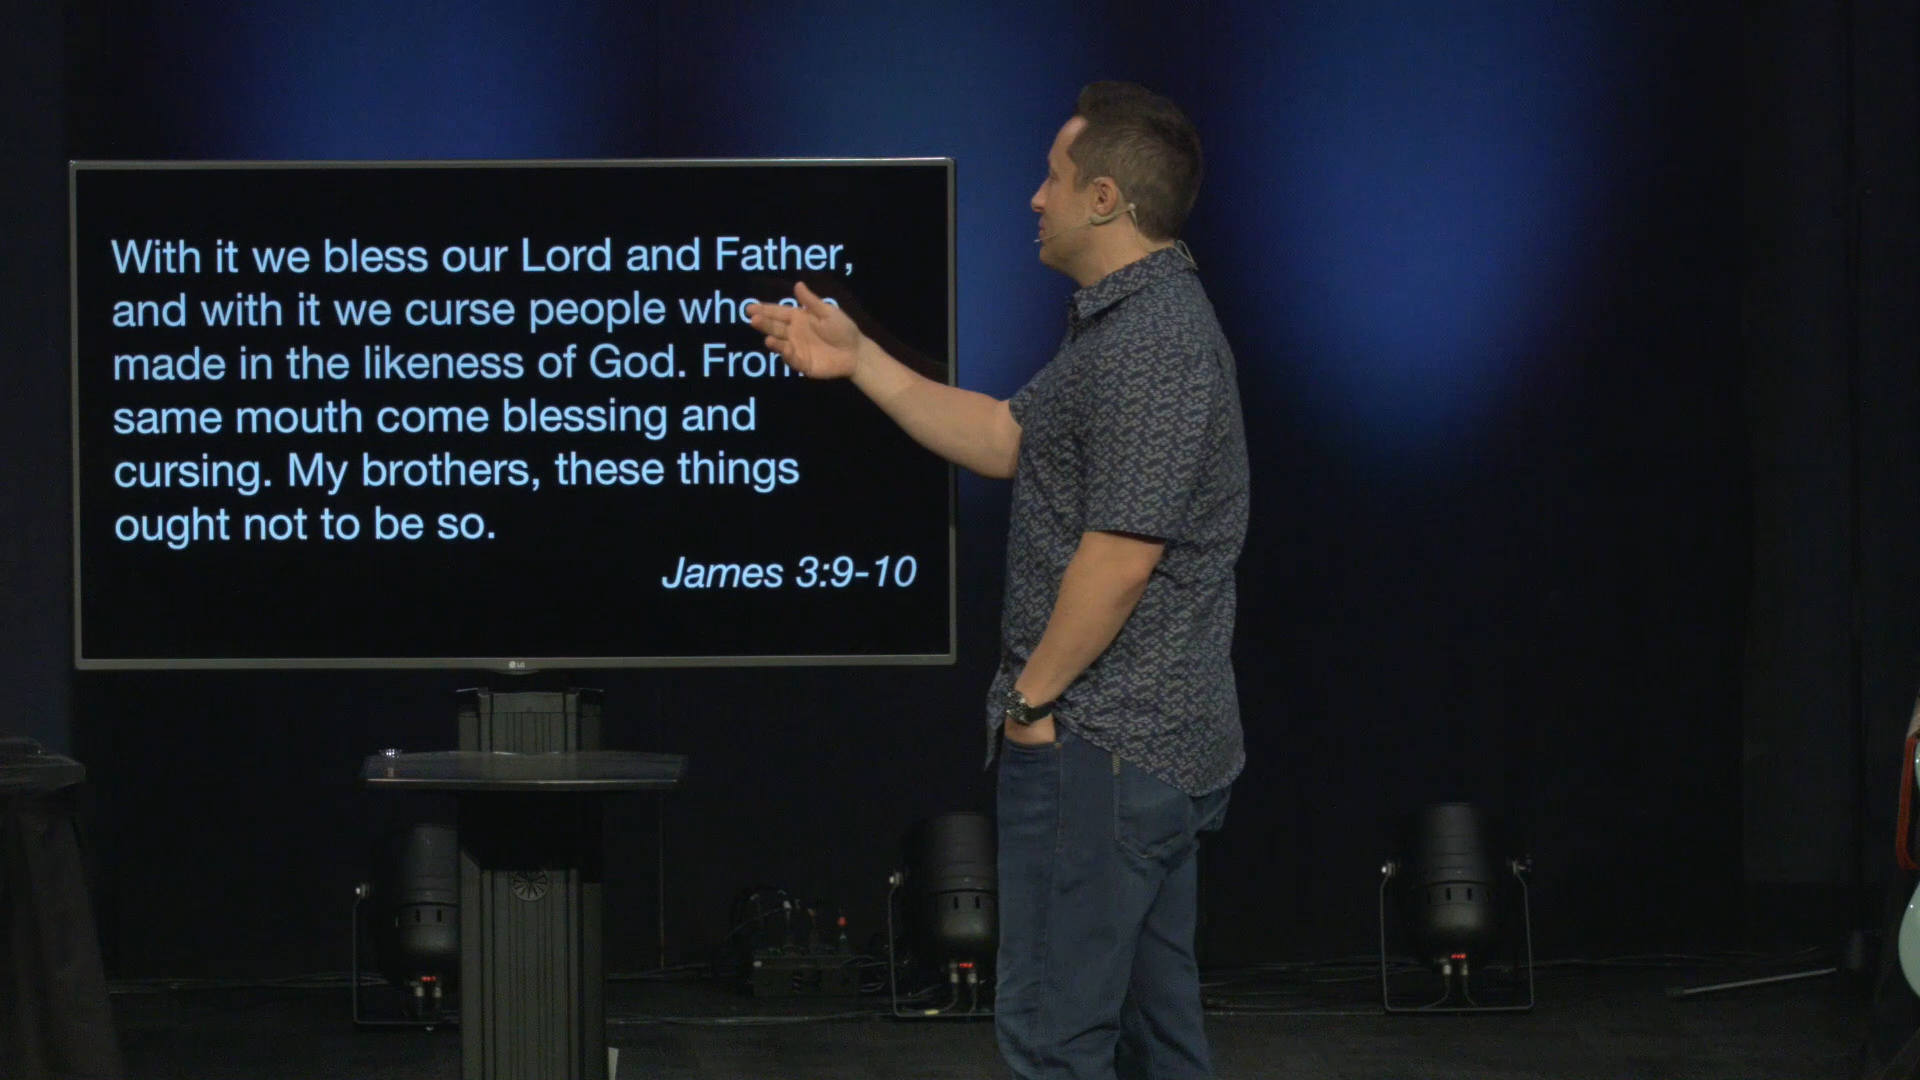 With it we bless our Lord and Father,
and with it we curse people who
made in the likeness of God. From
same mouth come blessing and
cursing. My brothers, these things
ought not to be so.
James 3:9-10
LG